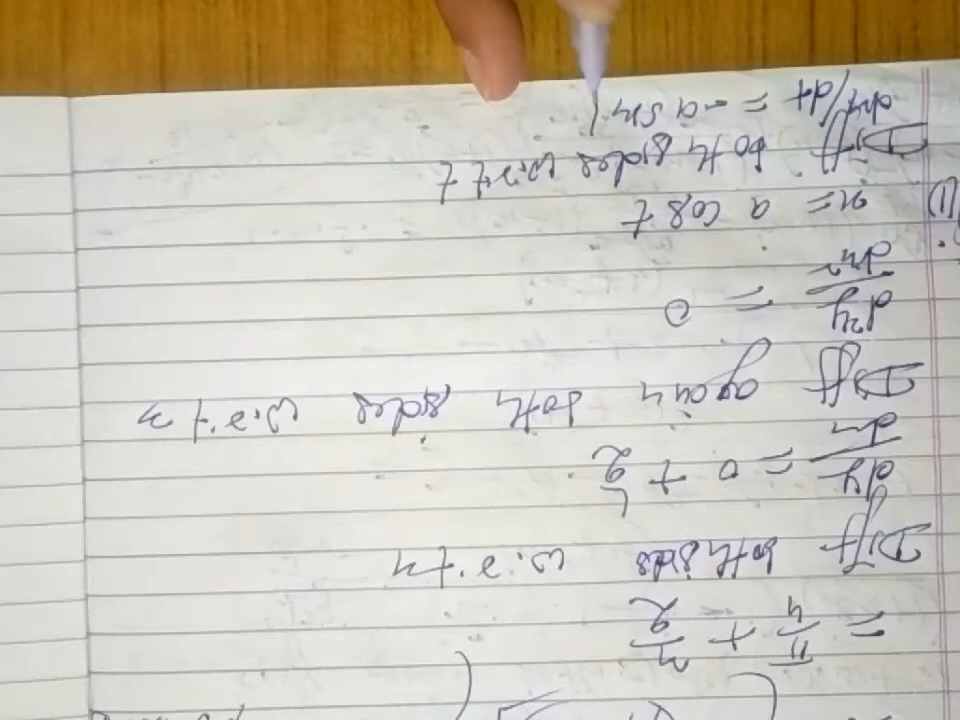 = π/4 + x/2
Diff both sides w.r.t x
dy/dx = 0 + 1/2
Diff again both sides w.r.t x
d²y/dx² = 0
(ii) x = a cos t
Diff both sides w.r.t t
dx/dt = -a sin